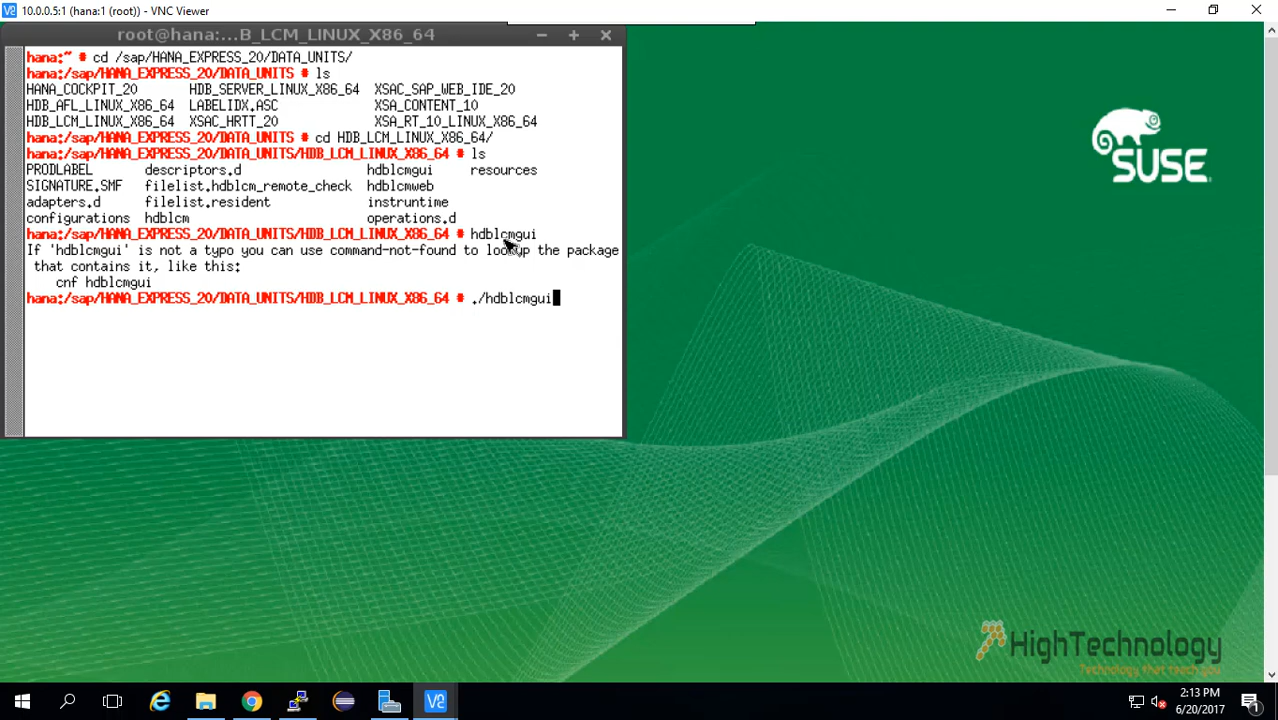 10.0.0.5:1 (hana:1 (root)) - VNC Viewer
root@hana:...B_LCM_LINUX_X86_64
hana:~ # cd /sap/HANA_EXPRESS_20/DATA_UNITS/
hana:/sap/HANA_EXPRESS_20/DATA_UNITS # ls
HANA_COCKPIT_20 HDB_SERVER_LINUX_X86_64 XSAC_SAP_WEB_IDE_20
HDB_AFL_LINUX_X86_64 LABELIDX.ASC XSA_CONTENT_10
HDB_LCM_LINUX_X86_64 XSAC_HRTT_20 XSA_RT_10_LINUX_X86_64
hana:/sap/HANA_EXPRESS_20/DATA_UNITS # cd HDB_LCM_LINUX_X86_64/
hana:/sap/HANA_EXPRESS_20/DATA_UNITS/HDB_LCM_LINUX_X86_64 # ls
PRODLABEL descriptors.d hdblcmgui resources
SIGNATURE.SMF filelist.hdblcm_remote_check hdblcmweb
adapters.d filelist.resident instruntime
configurations hdblcm operations.d
hana:/sap/HANA_EXPRESS_20/DATA_UNITS/HDB_LCM_LINUX_X86_64 # hdblcmgui
If 'hdblcmgui' is not a typo you can use command-not-found to lookup the package
that contains it, like this:
cnf hdblcmgui
hana:/sap/HANA_EXPRESS_20/DATA_UNITS/HDB_LCM_LINUX_X86_64 # ./hdblcmgui
SUSE
HighTechnology
Technology that teach you
2:13 PM
6/20/2017
1